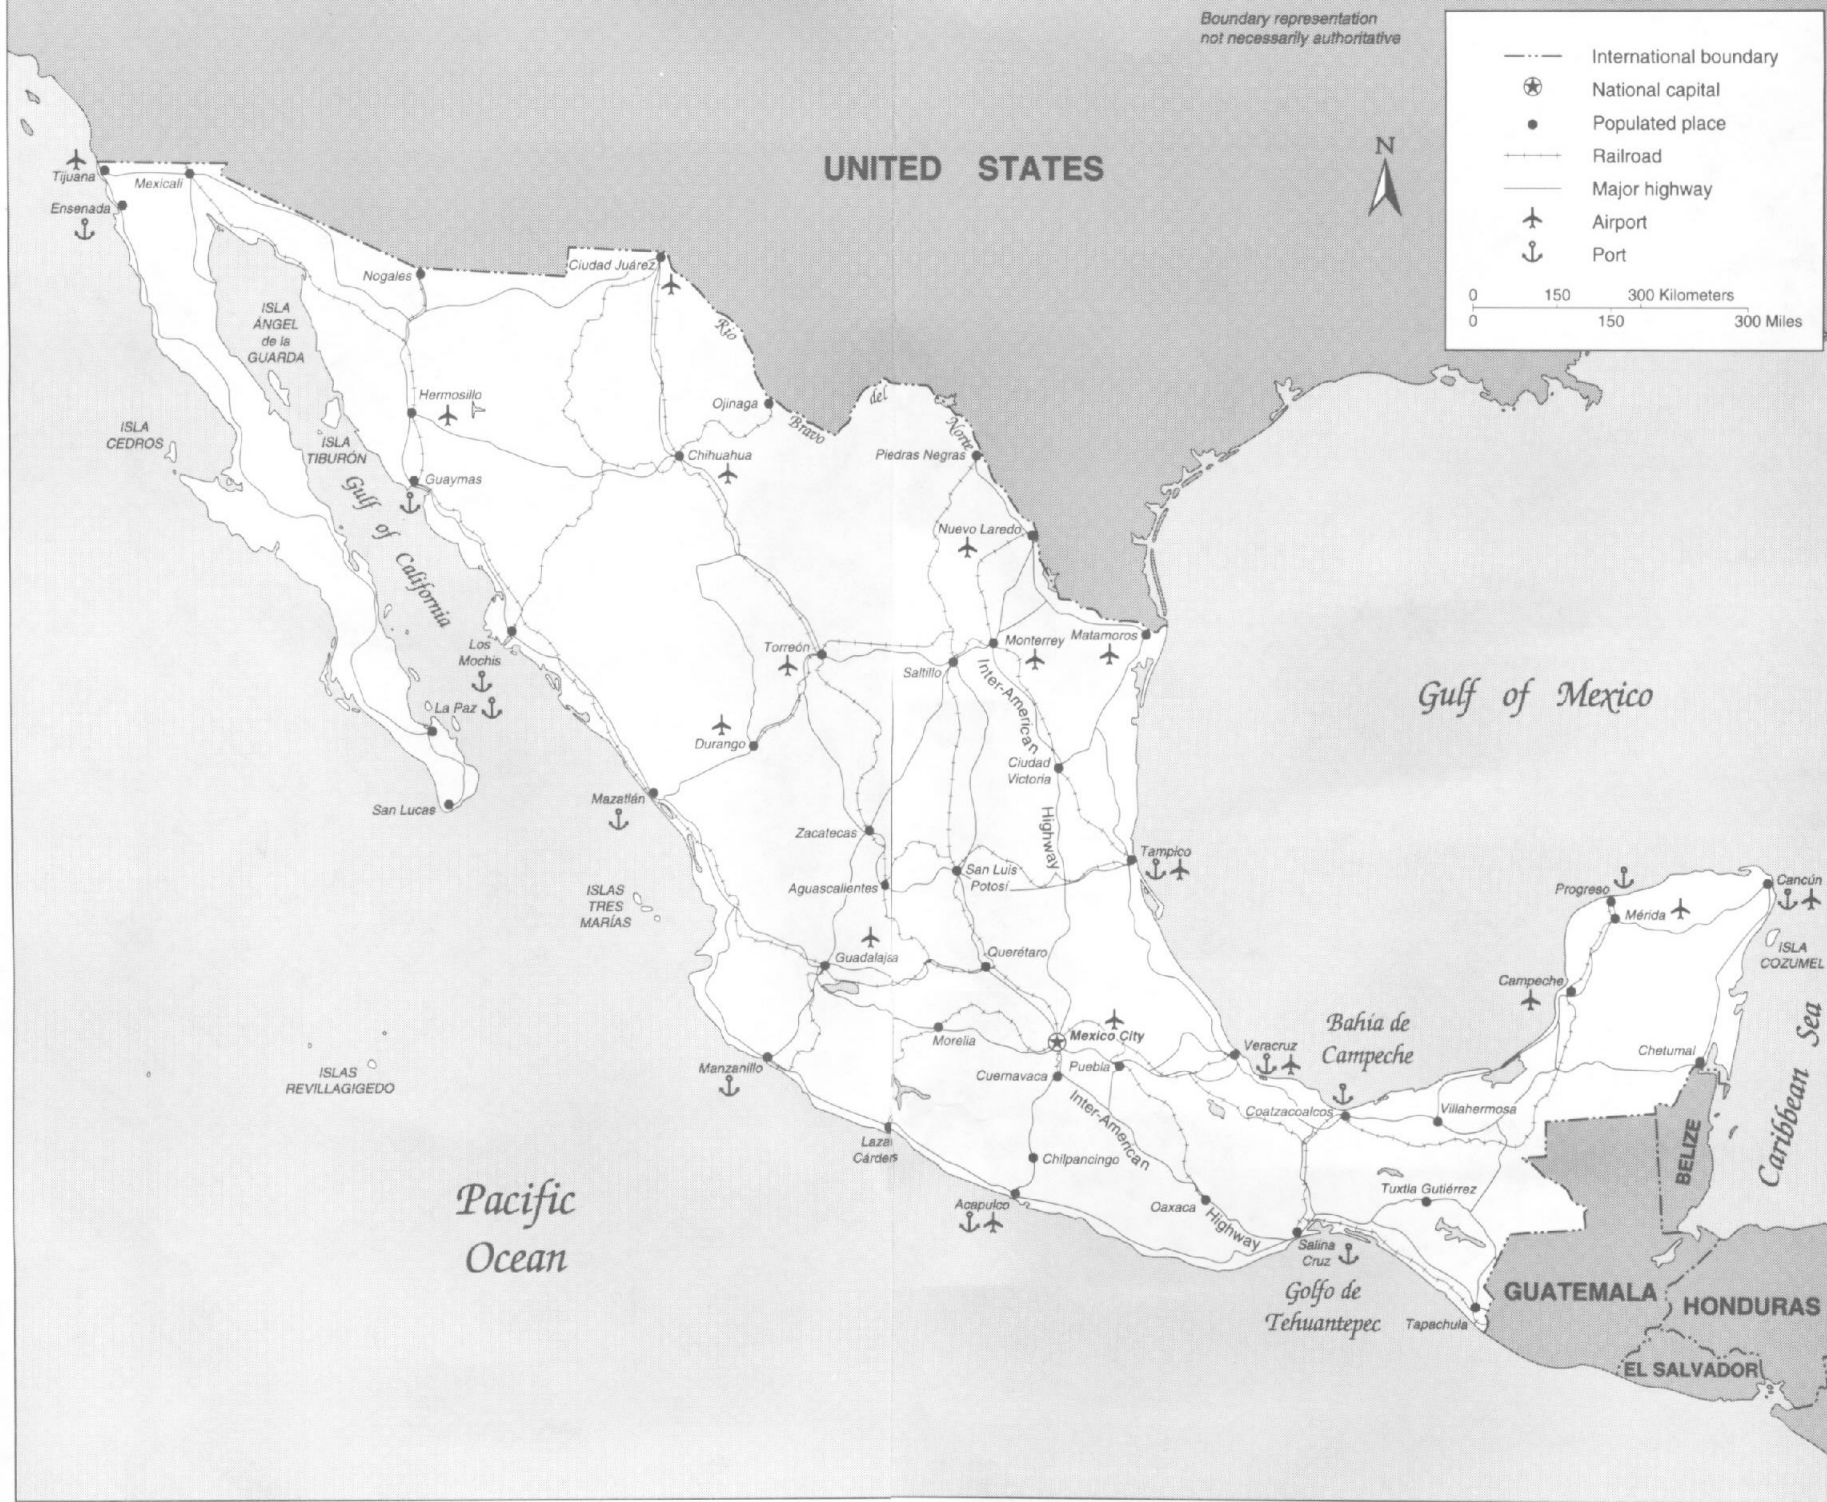 Boundary representation
not necessarily authoritative
International boundary
National capital
Populated place
Railroad
Major highway
Airport
Port
0 150 300 Kilometers
0 150 300 Miles
N
UNITED STATES
Tijuana
Mexicali
Ensenada
Nogales
Ciudad Juárez
ISLA
ÁNGEL
de la
GUARDA
Río
Bravo
del
Norte
Hermosillo
Ojinaga
ISLA
CEDROS
ISLA
TIBURÓN
Chihuahua
Piedras Negras
Guaymas
Gulf of California
Nuevo Laredo
Los
Mochis
Torreón
Saltillo
Monterrey
Matamoros
Inter-American
Highway
Gulf of Mexico
La Paz
Durango
Ciudad
Victoria
San Lucas
Mazatlán
Zacatecas
Tampico
San Luis
Potosí
Aguascalientes
ISLAS
TRES
MARÍAS
Progreso
Cancún
Mérida
ISLA
COZUMEL
Guadalajsa
Querétaro
Campeche
Bahía de
Campeche
Caribbean Sea
Morelia
Mexico City
Veracruz
Chetumal
ISLAS
REVILLAGIGEDO
Manzanillo
Cuernavaca
Puebla
Inter-American
Highway
Coatzacoalcos
Villahermosa
Laza
Cárdens
Chilpancingo
BELIZE
Pacific
Ocean
Acapulco
Oaxaca
Tuxtla Gutiérrez
Salina
Cruz
Golfo de
Tehuantepec
Tapachula
GUATEMALA
HONDURAS
EL SALVADOR